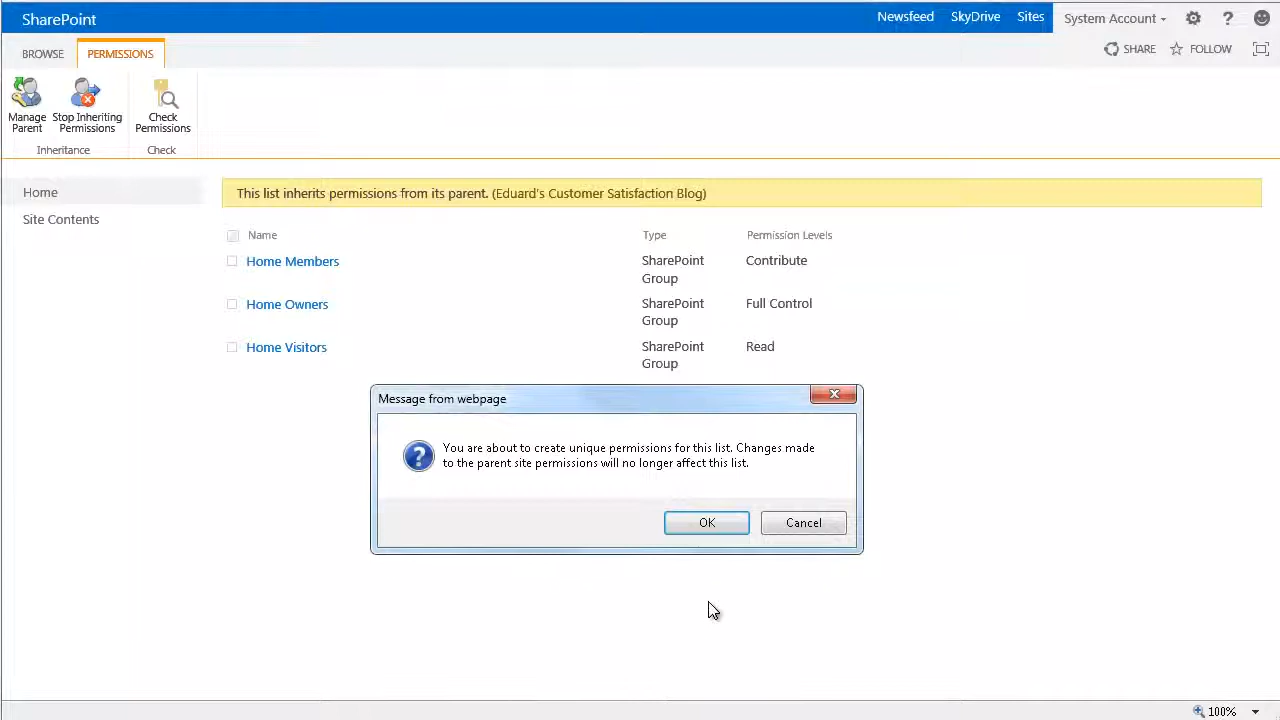 SharePoint
Newsfeed SkyDrive Sites System Account ?
BROWSE PERMISSIONS
SHARE FOLLOW
Manage Parent
Stop Inheriting Permissions
Check Permissions
Inheritance
Check
Home
Site Contents
This list inherits permissions from its parent. (Eduard's Customer Satisfaction Blog)
Name Type Permission Levels
Home Members SharePoint Group Contribute
Home Owners SharePoint Group Full Control
Home Visitors SharePoint Group Read
Message from webpage
You are about to create unique permissions for this list. Changes made
to the parent site permissions will no longer affect this list.
OK Cancel
100%